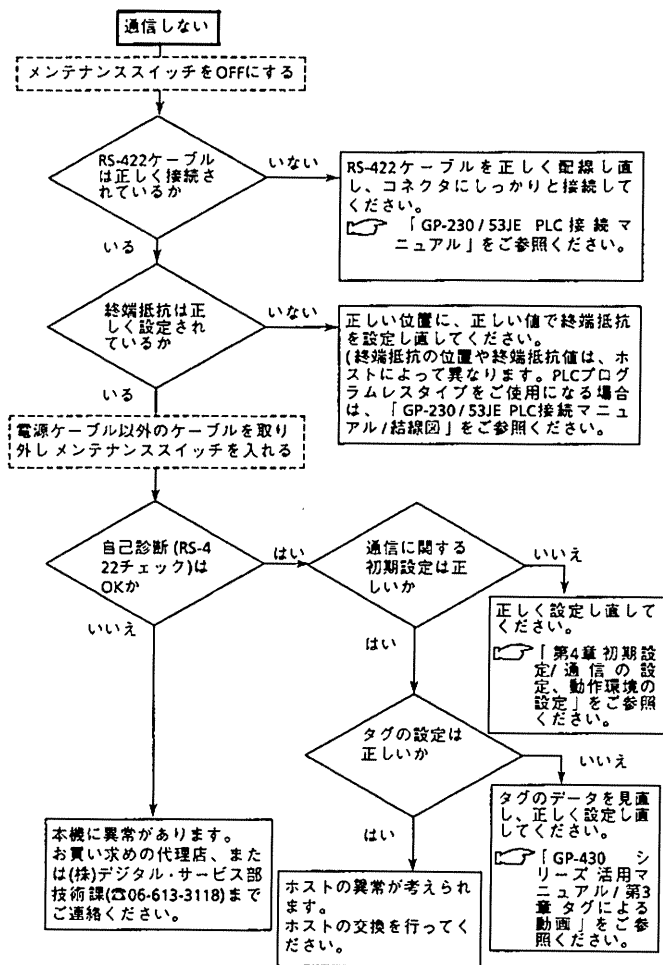 通信しない
メンテナンススイッチをOFFにする
RS-422ケーブル
は正しく接続さ
れているか
いない
RS-422ケーブルを正しく配線し直
し、コネクタにしっかりと接続して
ください。
「GP-230/53JE PLC接続マ
ニュアル」をご参照ください。
いる
終端抵抗は正
しく設定され
ているか
いない
正しい位置に、正しい値で終端抵抗
を設定し直してください。
(終端抵抗の位置や終端抵抗値は、ホ
ストによって異なります。PLCプログ
ラムレスタイプをご使用になる場合
は、「GP-230/53JE PLC接続マニュ
アル/結線図」をご参照ください。
いる
電源ケーブル以外のケーブルを取り
外しメンテナンススイッチを入れる
自己診断(RS-4
22チェック)は
OKか
はい
通信に関する
初期設定は正
しいか
いいえ
正しく設定し直して
ください。
「第4章初期設
定/通信の設
定、動作環境の
設定」をご参照
ください。
いいえ
はい
タグの設定は
正しいか
いいえ
タグのデータを見直
し、正しく設定し直
してください。
「GP-430 シ
リーズ活用マ
ニュアル/第3
章タグによる
動画」をご参
照ください。
はい
本機に異常があります。
お買い求めの代理店、また
は(株)デジタル・サービス部
技術課(☎06-613-3118)まで
ご連絡ください。
ホストの異常が考えられ
ます。
ホストの交換を行ってく
ださい。